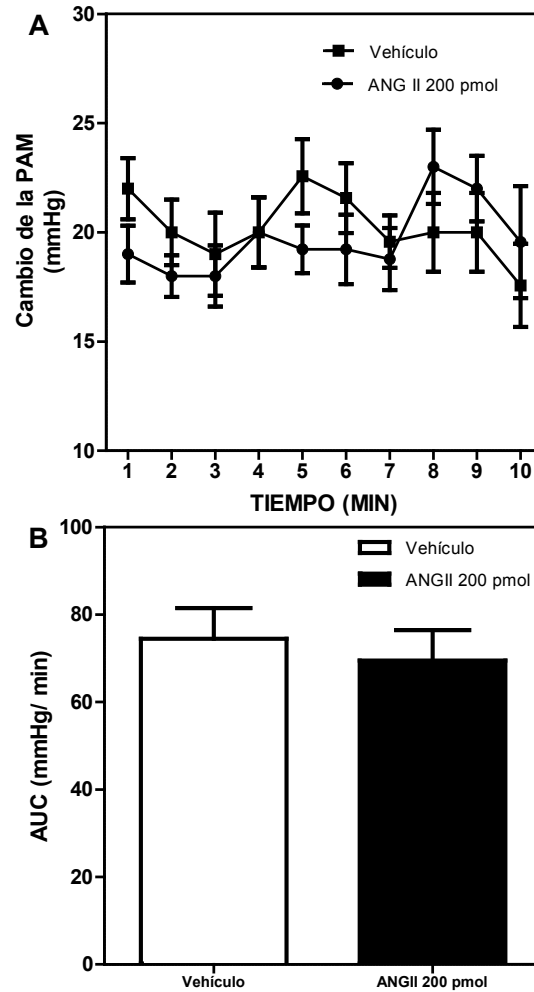 A
30
25
20
15
10
Cambio de la PAM
(mmHg)
Vehículo
ANG II 200 pmol
1 2 3 4 5 6 7 8 9 10
TIEMPO (MIN)
B
100
80
60
40
20
0
AUC (mmHg/ min)
Vehículo
ANGII 200 pmol
Vehículo ANGII 200 pmol